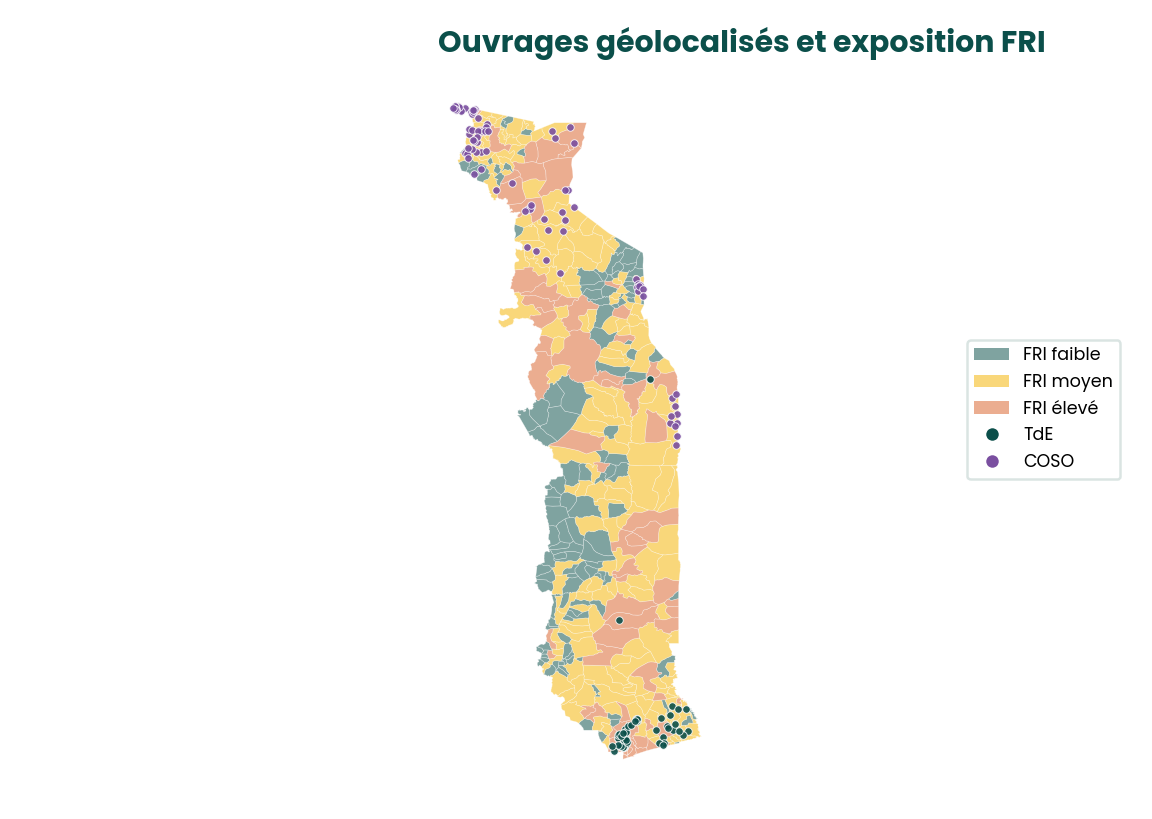 Ouvrages géolocalisés et exposition FRI
FRI faible
FRI moyen
FRI élevé
TdE
COSO